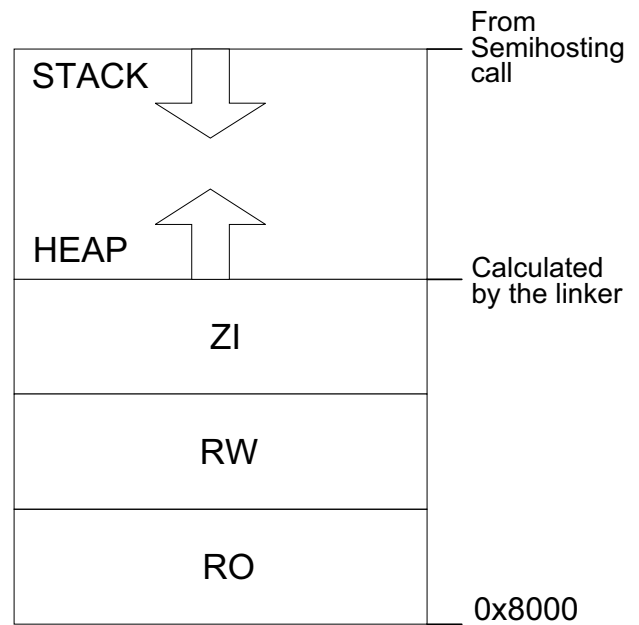 From
Semihosting
call
STACK
HEAP
Calculated
by the linker
ZI
RW
RO
0x8000